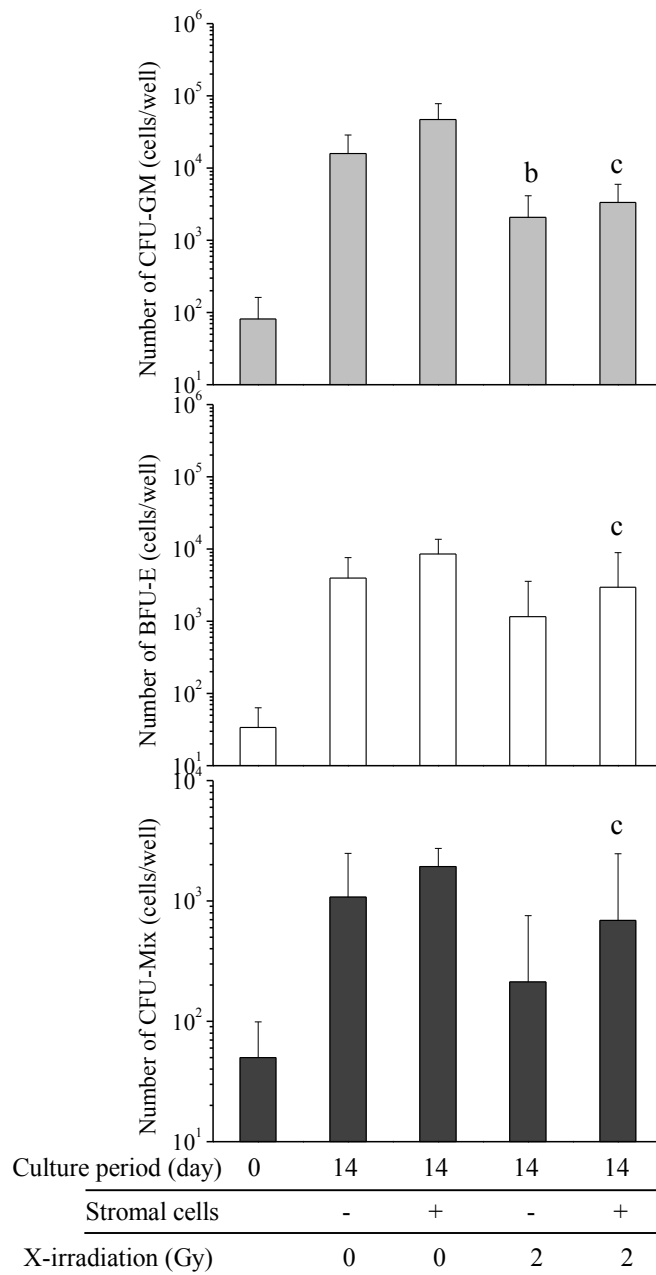 Number of CFU-GM (cells/well)
10^6
10^5
10^4
10^3
10^2
10^1
b
c
Number of BFU-E (cells/well)
10^6
10^5
10^4
10^3
10^2
10^1
c
Number of CFU-Mix (cells/well)
10^4
10^3
10^2
10^1
c
Culture period (day) 0 14 14 14 14
Stromal cells - + - +
X-irradiation (Gy) 0 0 2 2